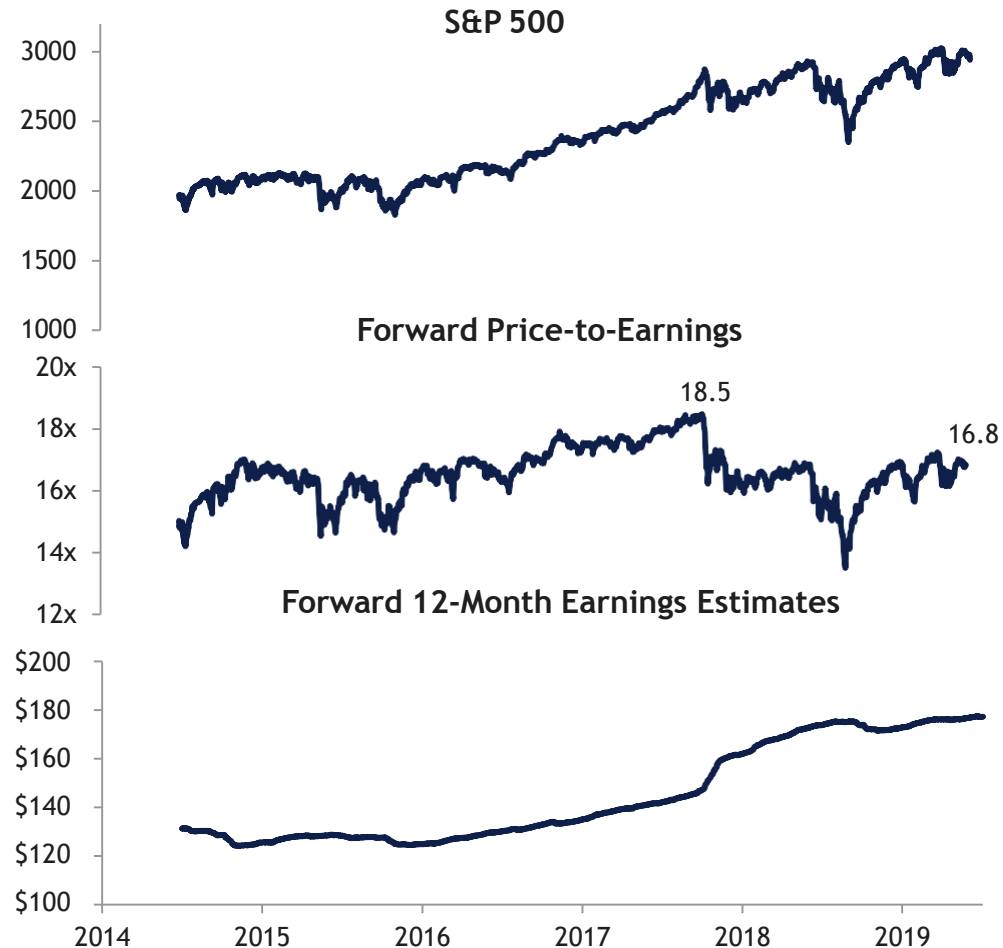 S&P 500
3000
2500
2000
1500
1000
Forward Price-to-Earnings
20x
18.5
18x
16.8
16x
14x
12x
Forward 12-Month Earnings Estimates
$200
$180
$160
$140
$120
$100
2014 2015 2016 2017 2018 2019